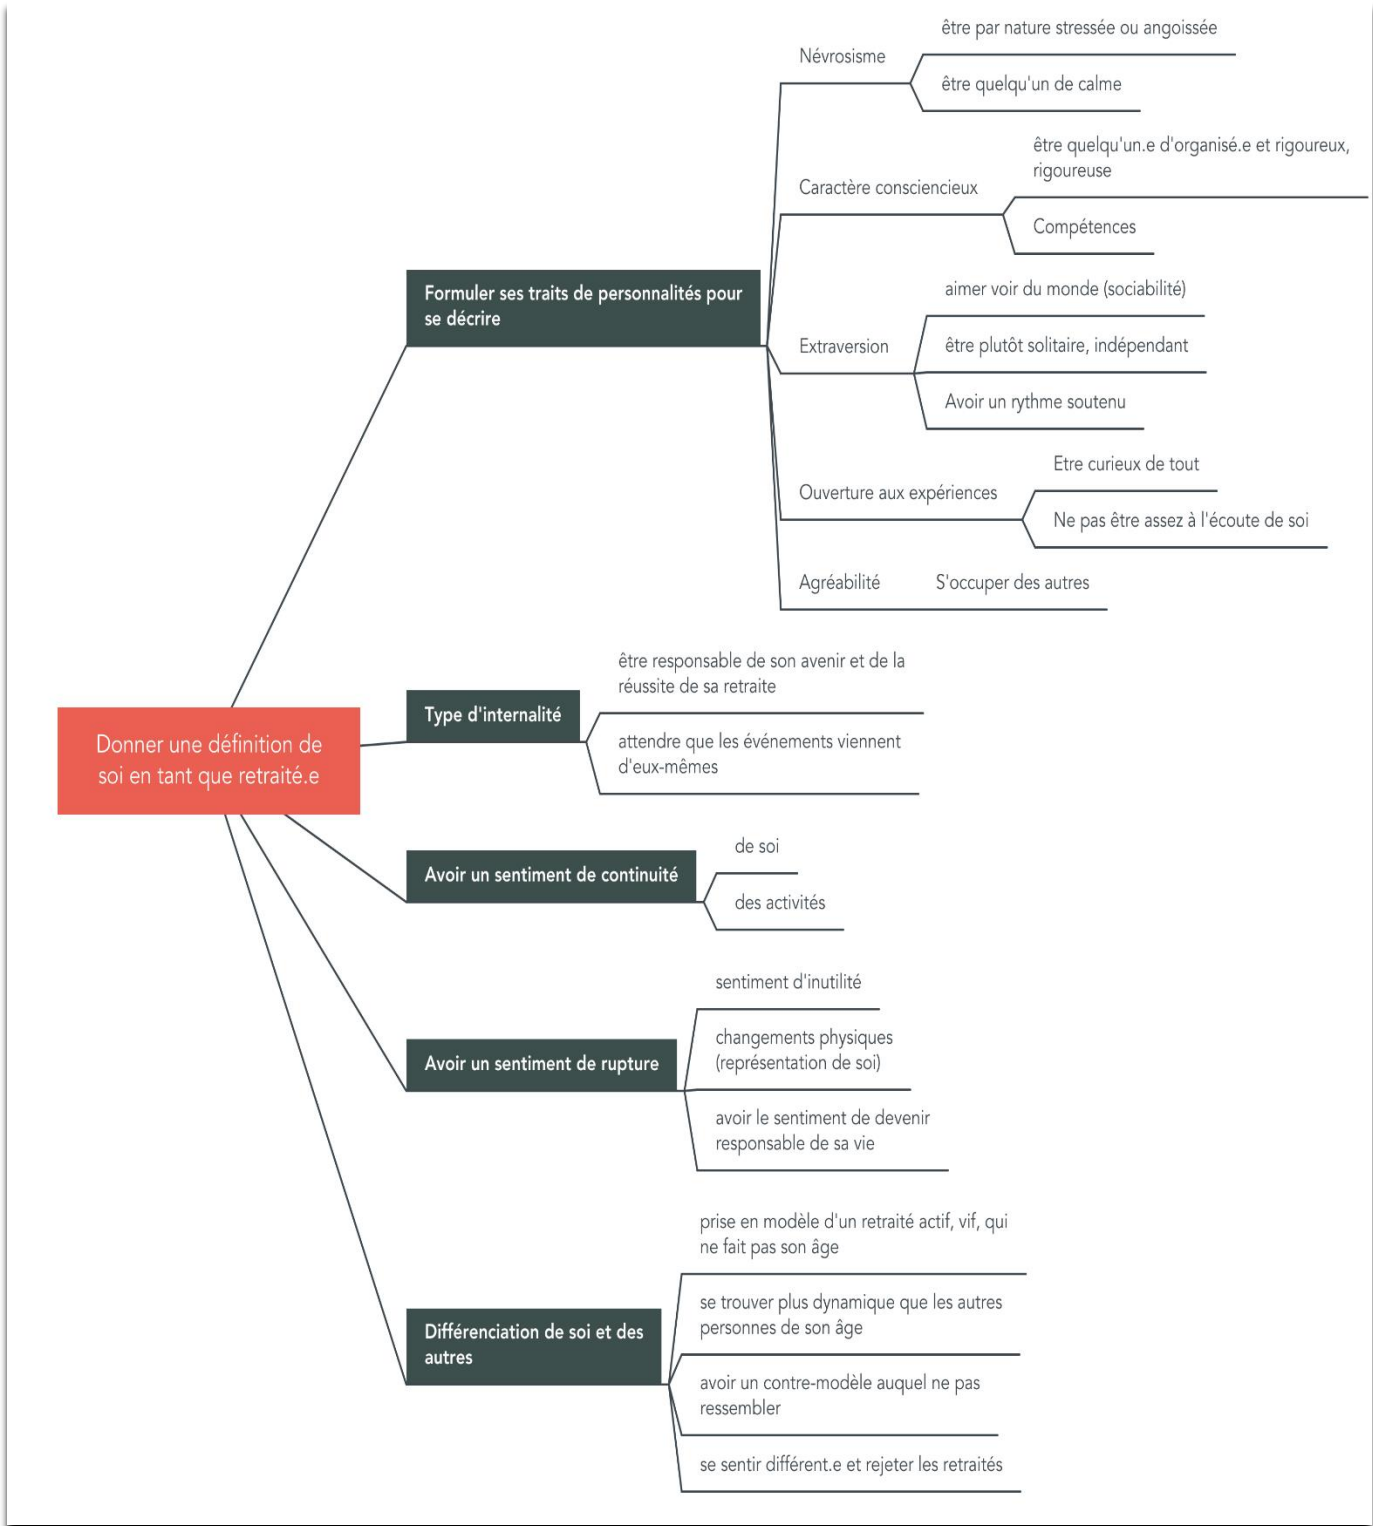 être par nature stressée ou angoissée
Névrosisme
être quelqu'un de calme
être quelqu'un.e d'organisé.e et rigoureux,
rigoureuse
Caractère consciencieux
Compétences
Formuler ses traits de personnalités pour
se décrire
aimer voir du monde (sociabilité)
Extraversion
être plutôt solitaire, indépendant
Avoir un rythme soutenu
Etre curieux de tout
Ouverture aux expériences
Ne pas être assez à l'écoute de soi
Agréabilité
S'occuper des autres
Donner une définition de
soi en tant que retraité.e
Type d'internalité
être responsable de son avenir et de la
réussite de sa retraite
attendre que les événements viennent
d'eux-mêmes
Avoir un sentiment de continuité
de soi
des activités
Avoir un sentiment de rupture
sentiment d'inutilité
changements physiques
(représentation de soi)
avoir le sentiment de devenir
responsable de sa vie
Différenciation de soi et des
autres
prise en modèle d'un retraité actif, vif, qui
ne fait pas son âge
se trouver plus dynamique que les autres
personnes de son âge
avoir un contre-modèle auquel ne pas
ressembler
se sentir différent.e et rejeter les retraités